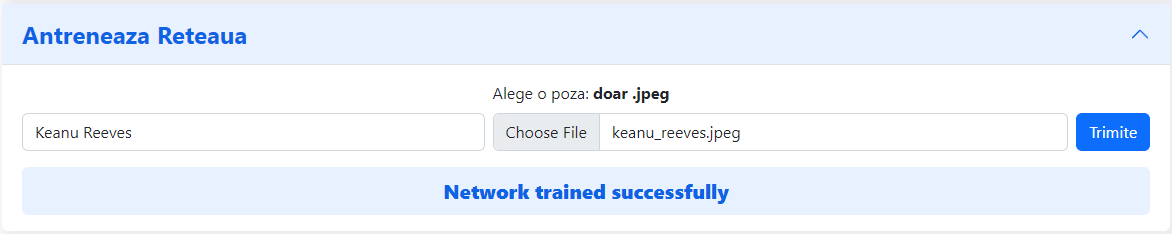 Antreneaza Reteaua
Alege o poza: doar .jpeg
Keanu Reeves
Choose File keanu_reeves.jpeg
Trimite
Network trained successfully